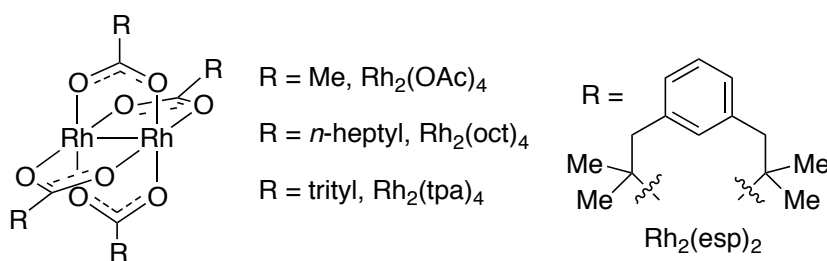 R
R
O
O
O
O
Rh
Rh
O
O
O
O
R
R
R = Me, Rh2(OAc)4
R = n-heptyl, Rh2(oct)4
R = trityl, Rh2(tpa)4
R =
Me
Me
Me
Me
Rh2(esp)2